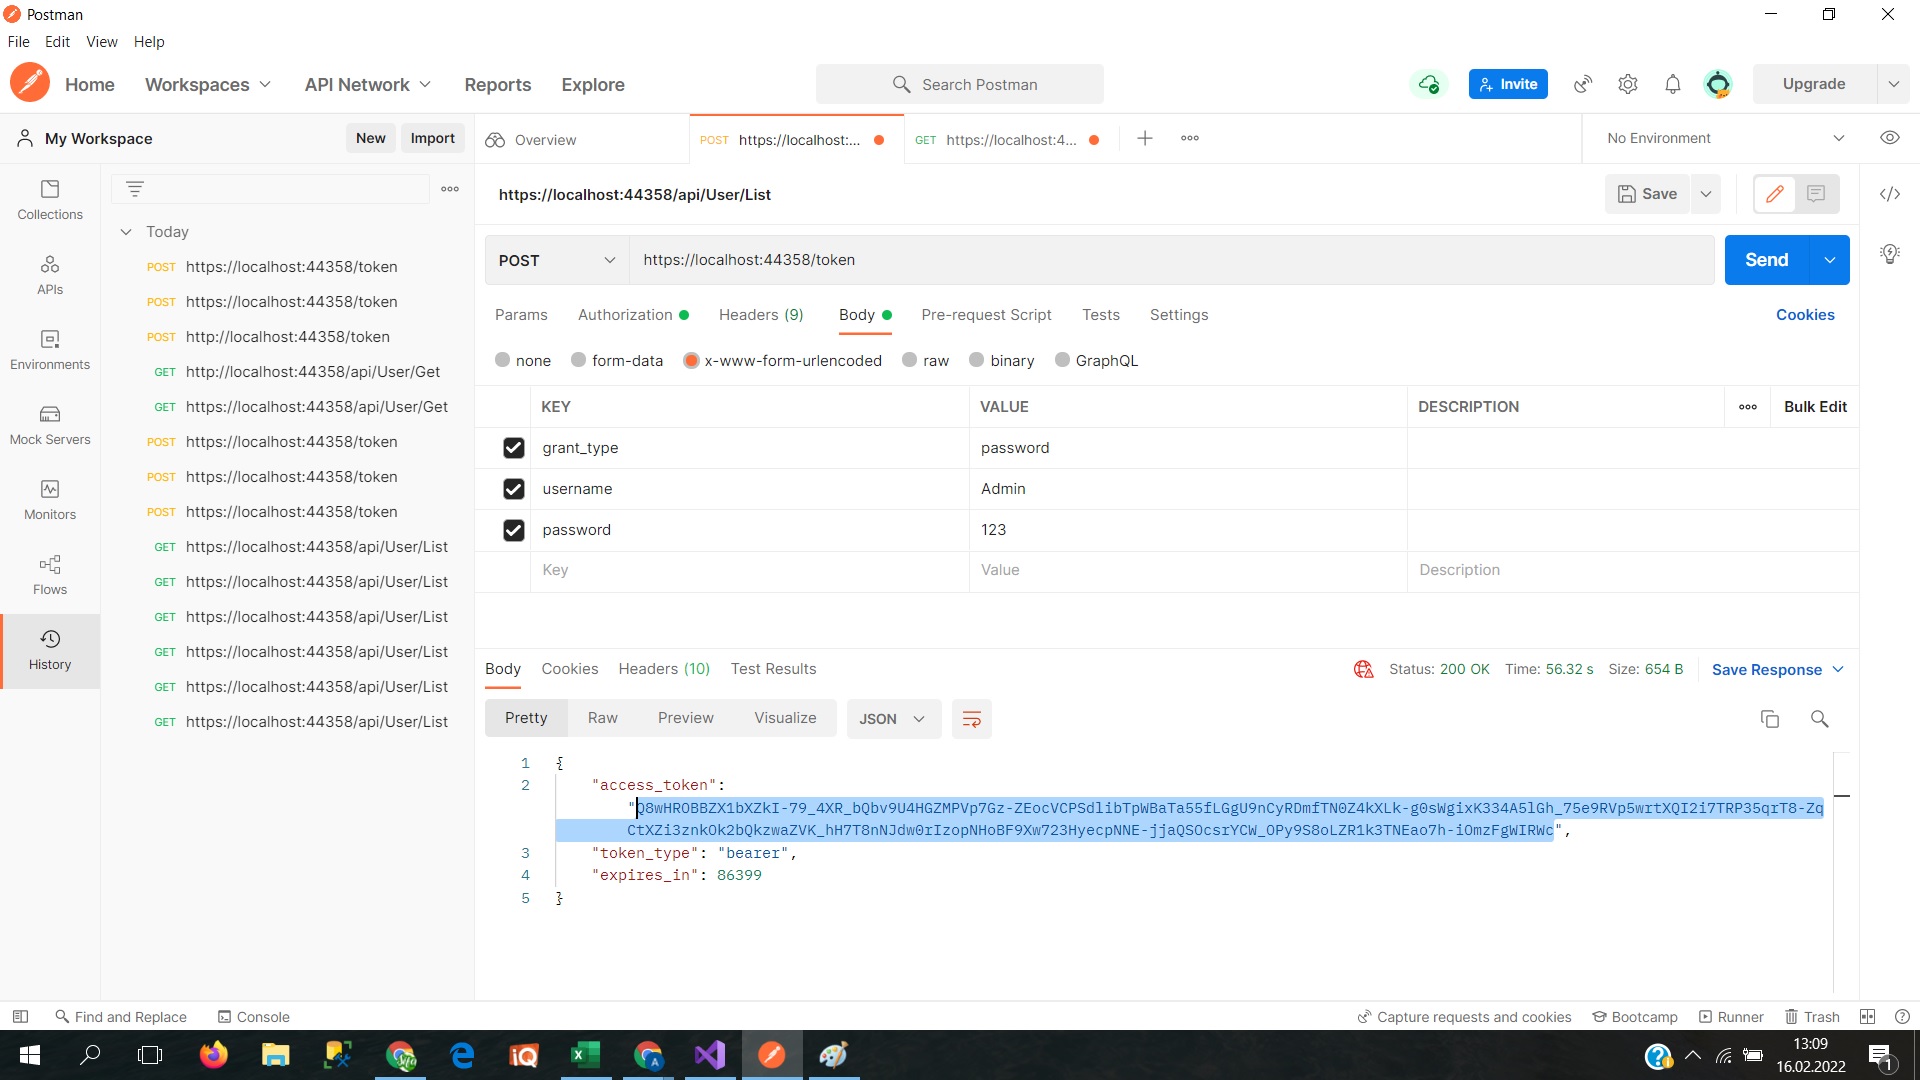 Postman
File Edit View Help
Home Workspaces API Network Reports Explore
Search Postman
Invite
Upgrade
My Workspace New Import
Overview
POST https://localhost:...
GET https://localhost:4...
No Environment
https://localhost:44358/api/User/List
Save
POST https://localhost:44358/token
Send
Params Authorization Headers (9) Body Pre-request Script Tests Settings Cookies
none form-data x-www-form-urlencoded raw binary GraphQL
KEY VALUE DESCRIPTION Bulk Edit
grant_type password
username Admin
password 123
Key Value Description
Collections
APIs
Environments
Mock Servers
Monitors
Flows
History
Today
POST https://localhost:44358/token
POST https://localhost:44358/token
POST http://localhost:44358/token
GET http://localhost:44358/api/User/Get
GET https://localhost:44358/api/User/Get
POST https://localhost:44358/token
POST https://localhost:44358/token
POST https://localhost:44358/token
GET https://localhost:44358/api/User/List
GET https://localhost:44358/api/User/List
GET https://localhost:44358/api/User/List
GET https://localhost:44358/api/User/List
GET https://localhost:44358/api/User/List
GET https://localhost:44358/api/User/List
Body Cookies Headers (10) Test Results
Status: 200 OK Time: 56.32 s Size: 654 B Save Response
Pretty Raw Preview Visualize JSON
1 {
2 "access_token":
"Q8wHROBBZX1bXZkI-79_4XR_bQbv9U4HGZMPVp7Gz-ZEocVCPSdlibTpWBaTa55fLGgU9nCyRDmfTN0Z4kXLk-g0sWgixK334A5lGh_75e9RVp5wrtXQI2i7TRP35qrT8-Zq
CtXZi3znkOk2bQkzwaZVK_hH7T8nNJdw0rIzopNHoBF9Xw723HyecpNNE-jjaQSOcsrYCW_OPy9S8oLZR1k3TNEao7h-iOmzFgWIRWc",
3 "token_type": "bearer",
4 "expires_in": 86399
5 }
Find and Replace Console
Capture requests and cookies Bootcamp Runner Trash
13:09
16.02.2022
1